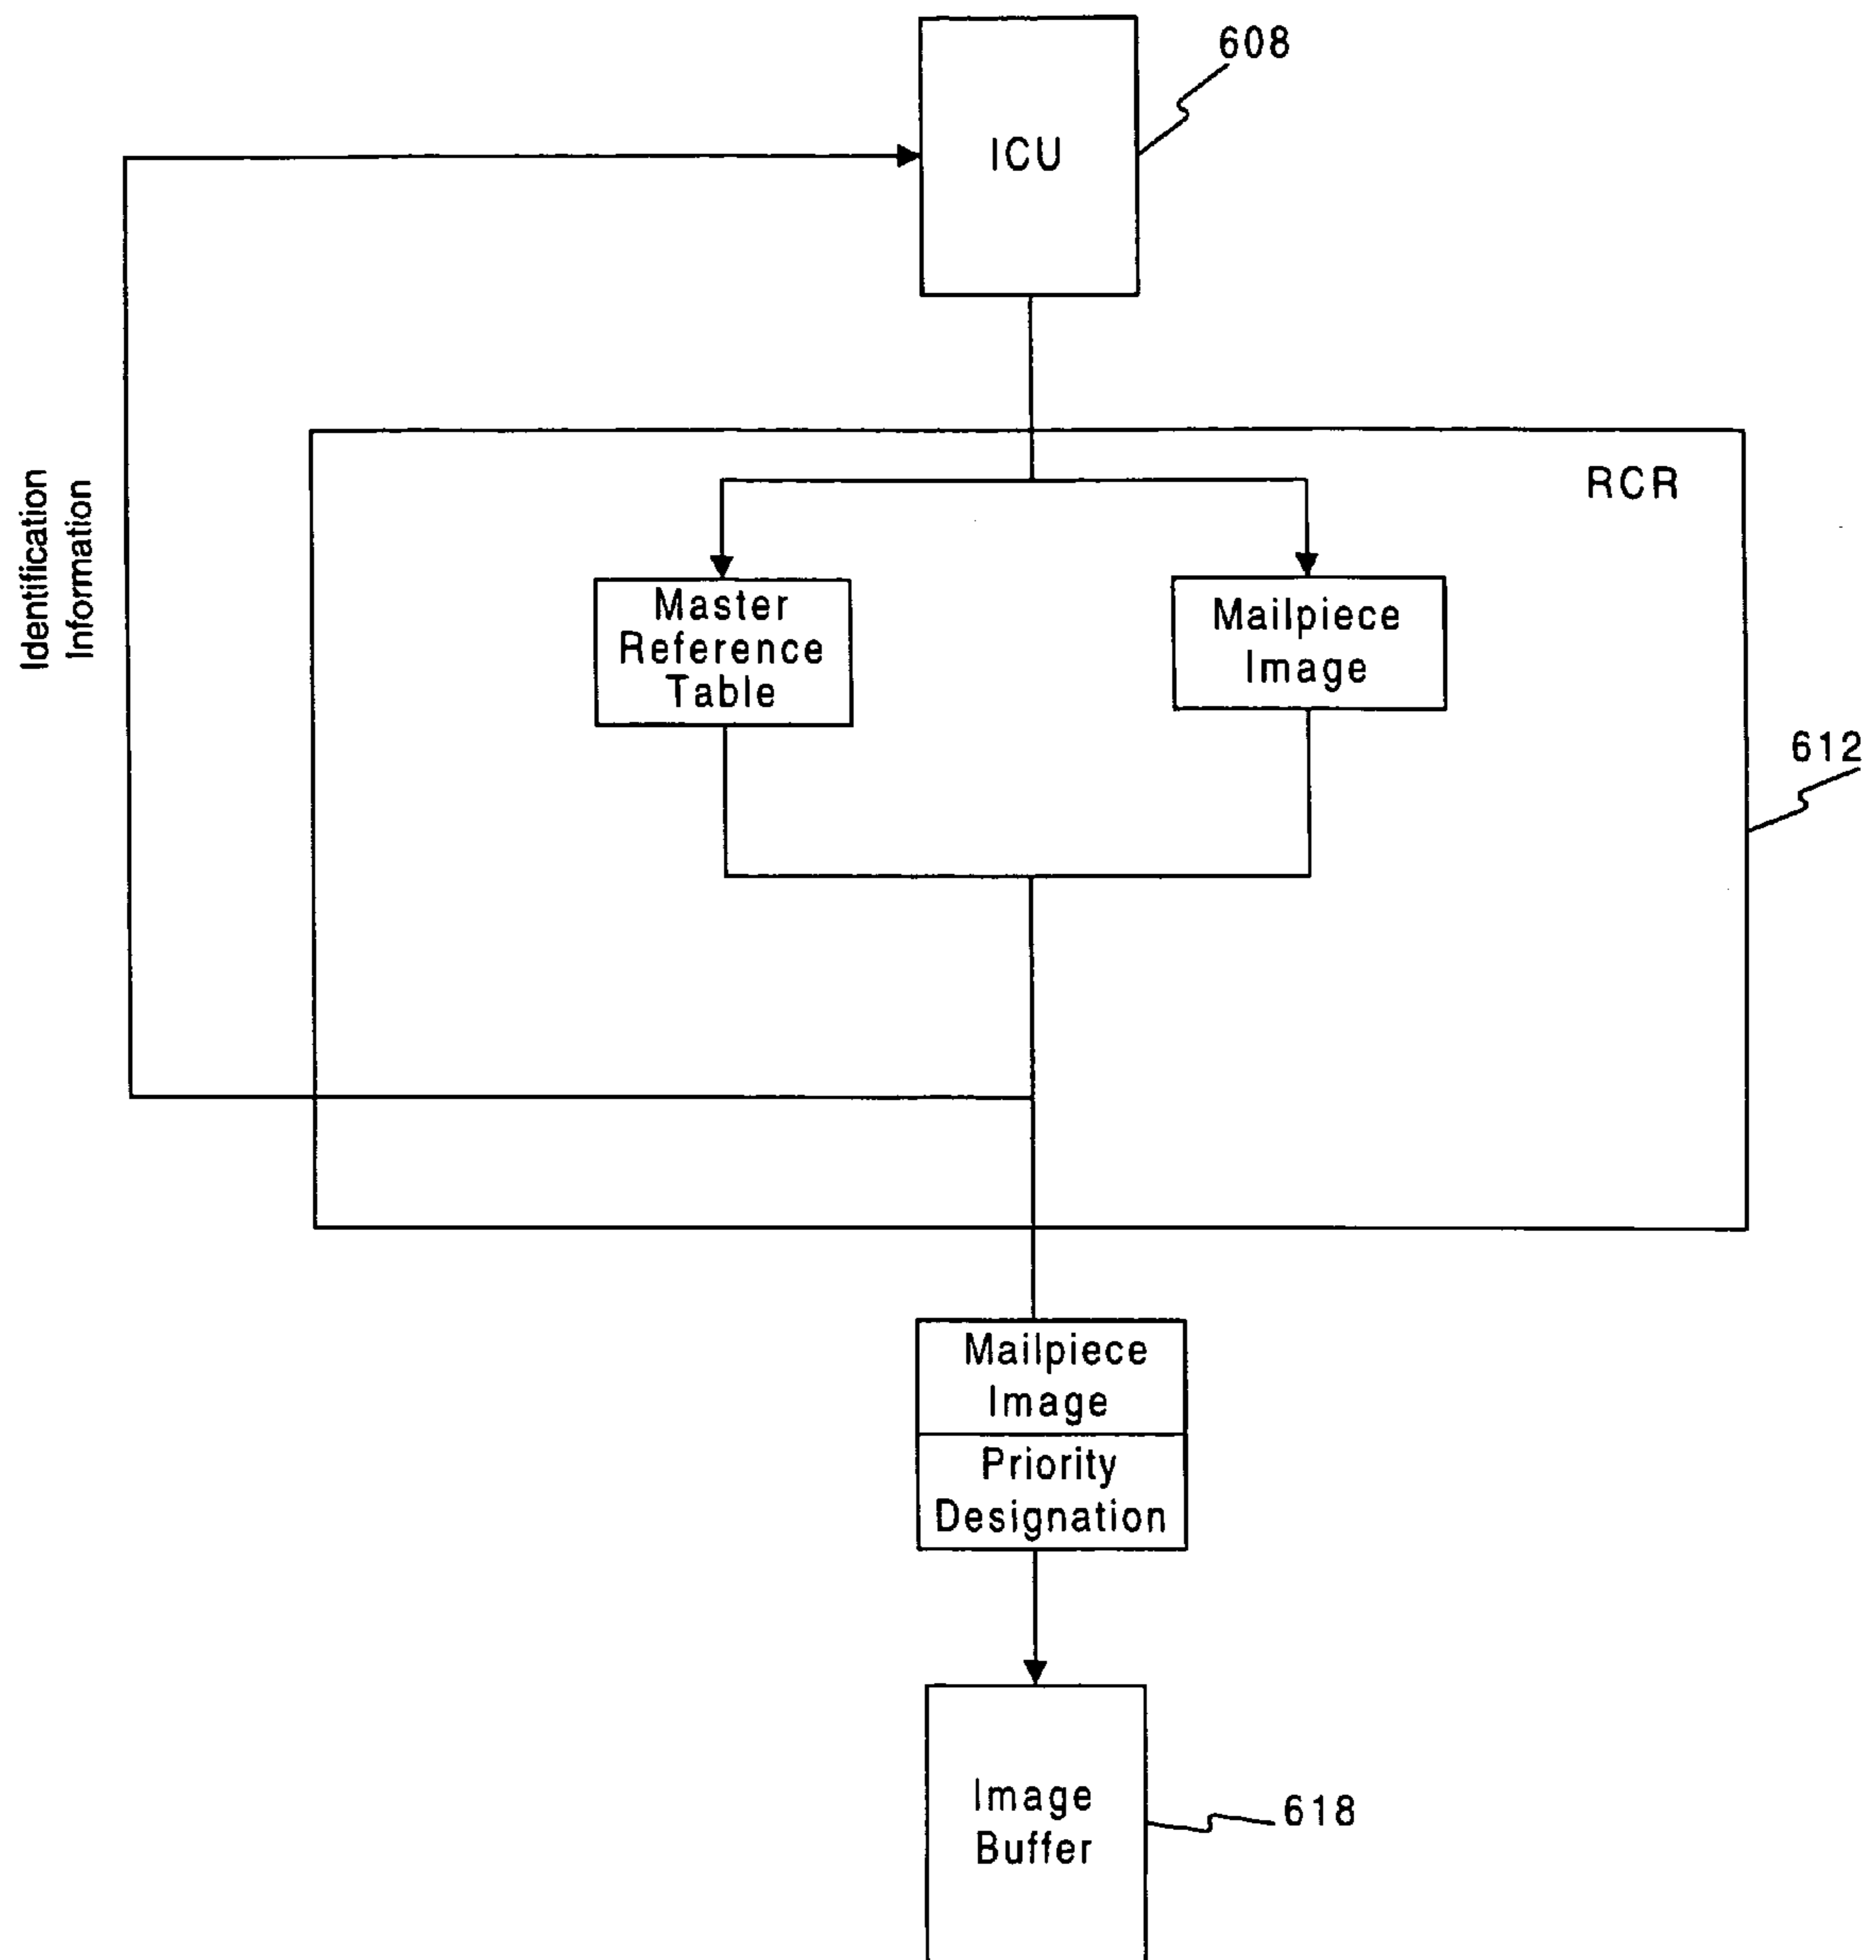 608
ICU
RCR
Identification
Information
Master
Reference
Table
Mailpiece
Image
612
Mailpiece
Image
Priority
Designation
Image
Buffer
618